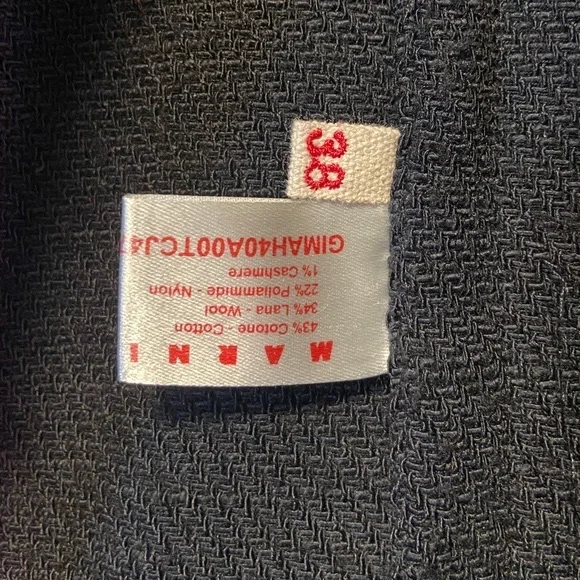 38
MARNI
43% Cotone - Cotton
34% Lana - Wool
22% Poliammide - Nylon
1% Cashmere
GIMAH40A00TCJ4